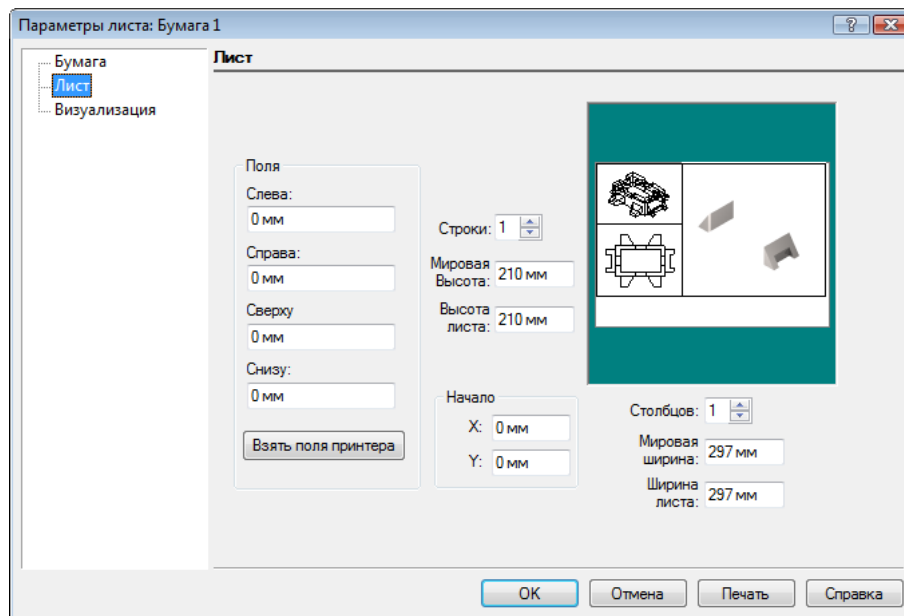 Параметры листа: Бумага 1
Бумага
Лист
Визуализация
Лист
Поля
Слева:
0 мм
Справа:
0 мм
Сверху
0 мм
Снизу:
0 мм
Взять поля принтера
Строки: 1
Мировая
Высота: 210 мм
Высота
листа: 210 мм
Начало
X: 0 мм
Y: 0 мм
Столбцов: 1
Мировая
ширина: 297 мм
Ширина
листа: 297 мм
OK
Отмена
Печать
Справка